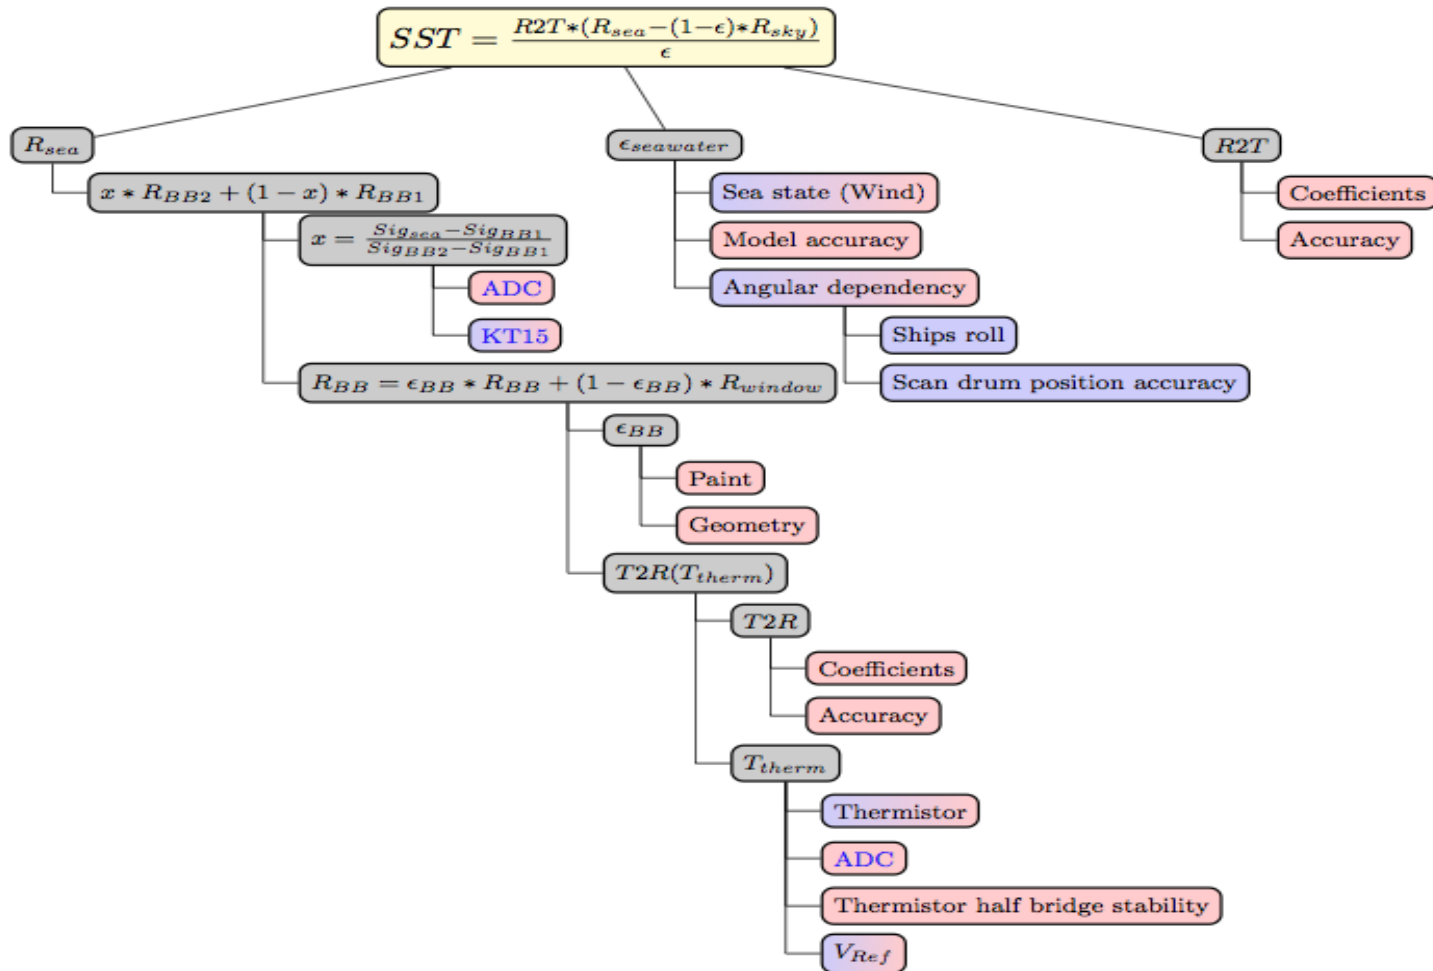 SST = R2T*(R_sea−(1−ϵ)*R_sky) / ϵ
R_sea
ϵ_seawater
R2T
x * R_BB2 + (1 − x) * R_BB1
Sea state (Wind)
Coefficients
x = Sig_sea−Sig_BB1 / Sig_BB2−Sig_BB1
Model accuracy
Accuracy
ADC
Angular dependency
KT15
Ships roll
R_BB = ϵ_BB * R_BB + (1 − ϵ_BB) * R_window
Scan drum position accuracy
ϵ_BB
Paint
Geometry
T2R(T_therm)
T2R
Coefficients
Accuracy
T_therm
Thermistor
ADC
Thermistor half bridge stability
V_Ref